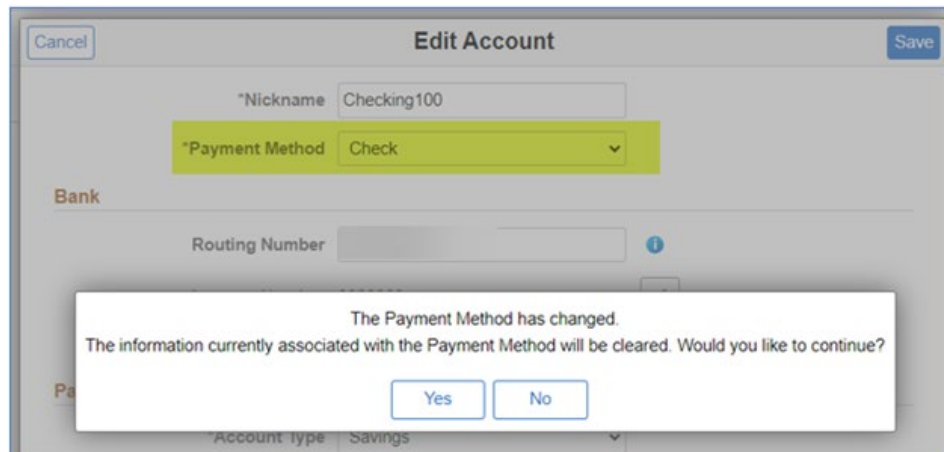 Cancel Edit Account Save
*Nickname Checking100
*Payment Method Check
Bank
Routing Number
The Payment Method has changed.
The information currently associated with the Payment Method will be cleared. Would you like to continue?
Yes No
Pa
*Account Type Savings